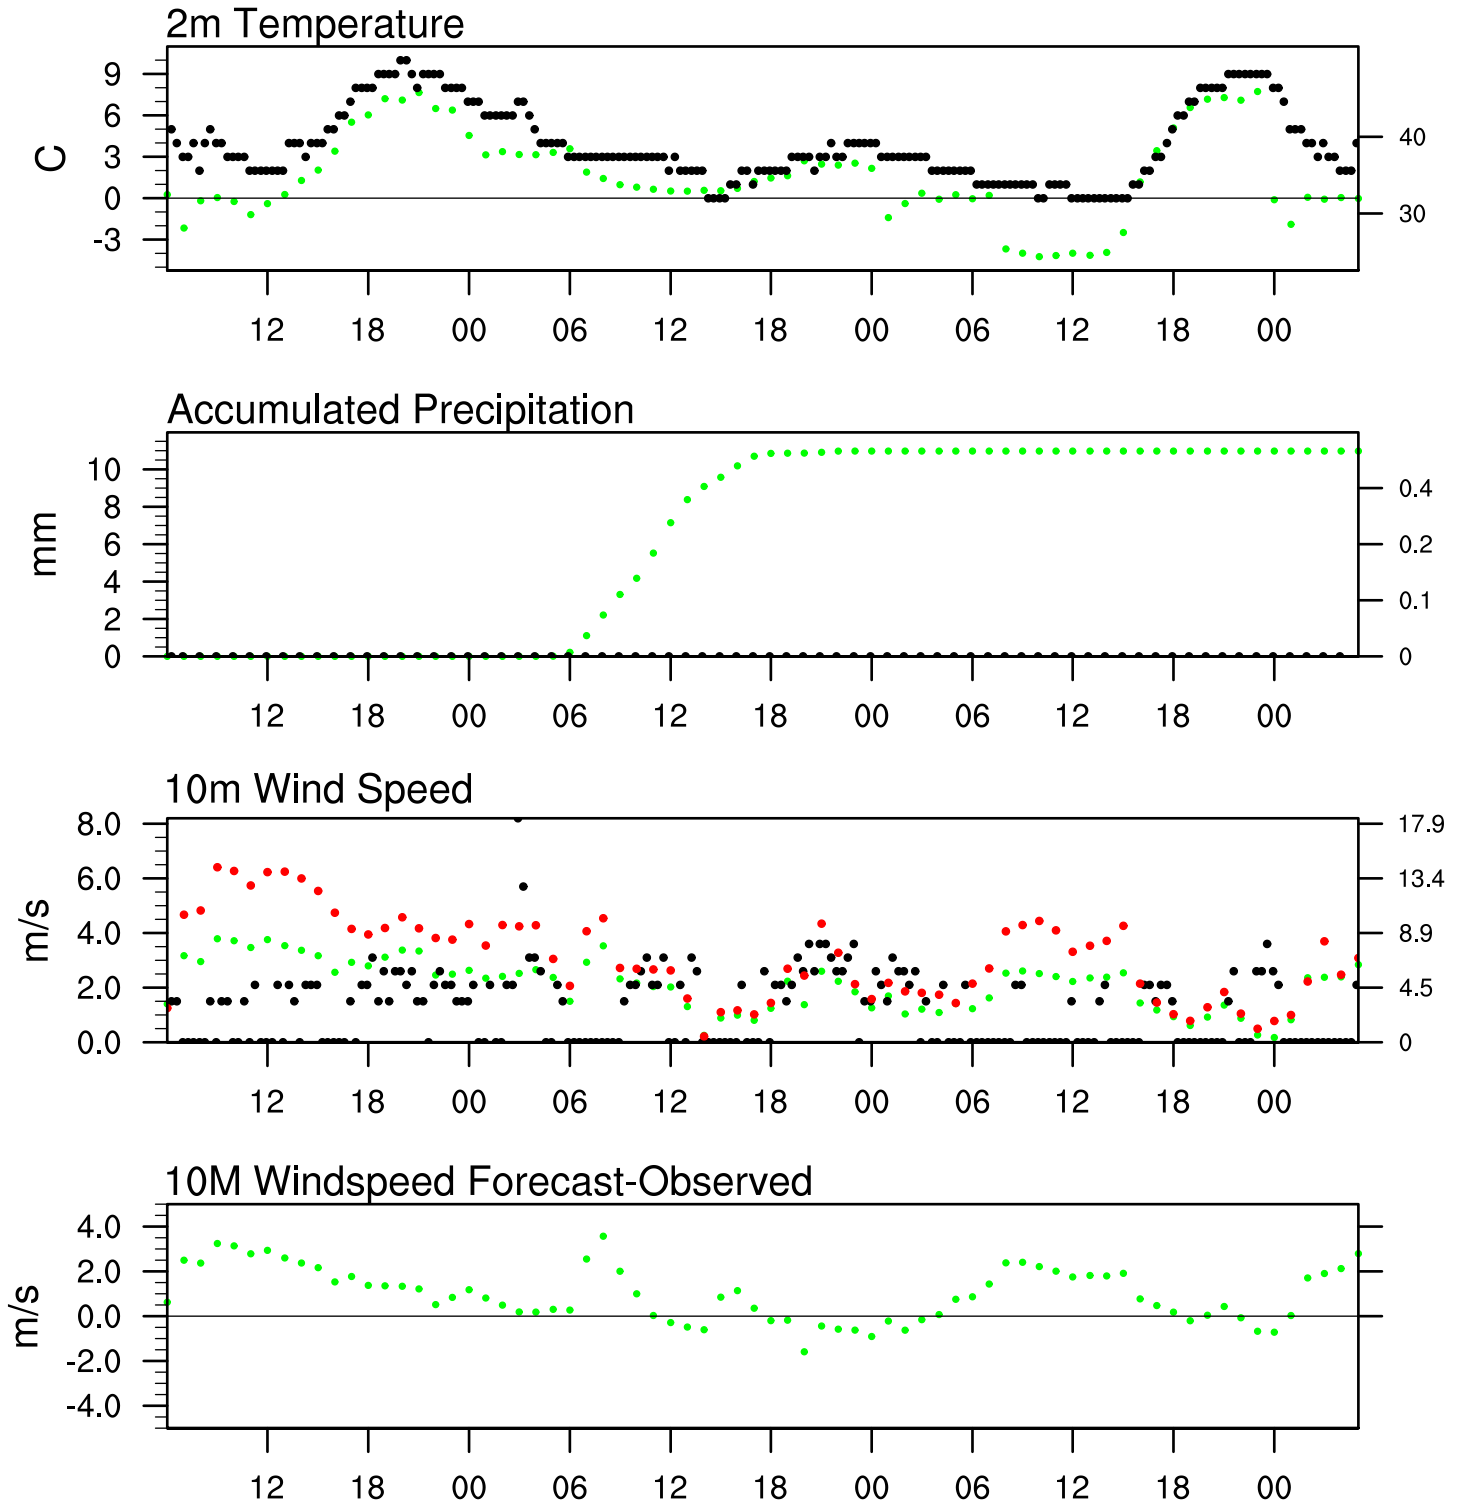 2m Temperature
9
6
3
0
-3
C
40
30
12 18 00 06 12 18 00 06 12 18 00
Accumulated Precipitation
10
8
6
4
2
0
mm
0.4
0.2
0.1
0
12 18 00 06 12 18 00 06 12 18 00
10m Wind Speed
8.0
6.0
4.0
2.0
0.0
m/s
17.9
13.4
8.9
4.5
0
12 18 00 06 12 18 00 06 12 18 00
10M Windspeed Forecast-Observed
4.0
2.0
0.0
-2.0
-4.0
m/s
12 18 00 06 12 18 00 06 12 18 00